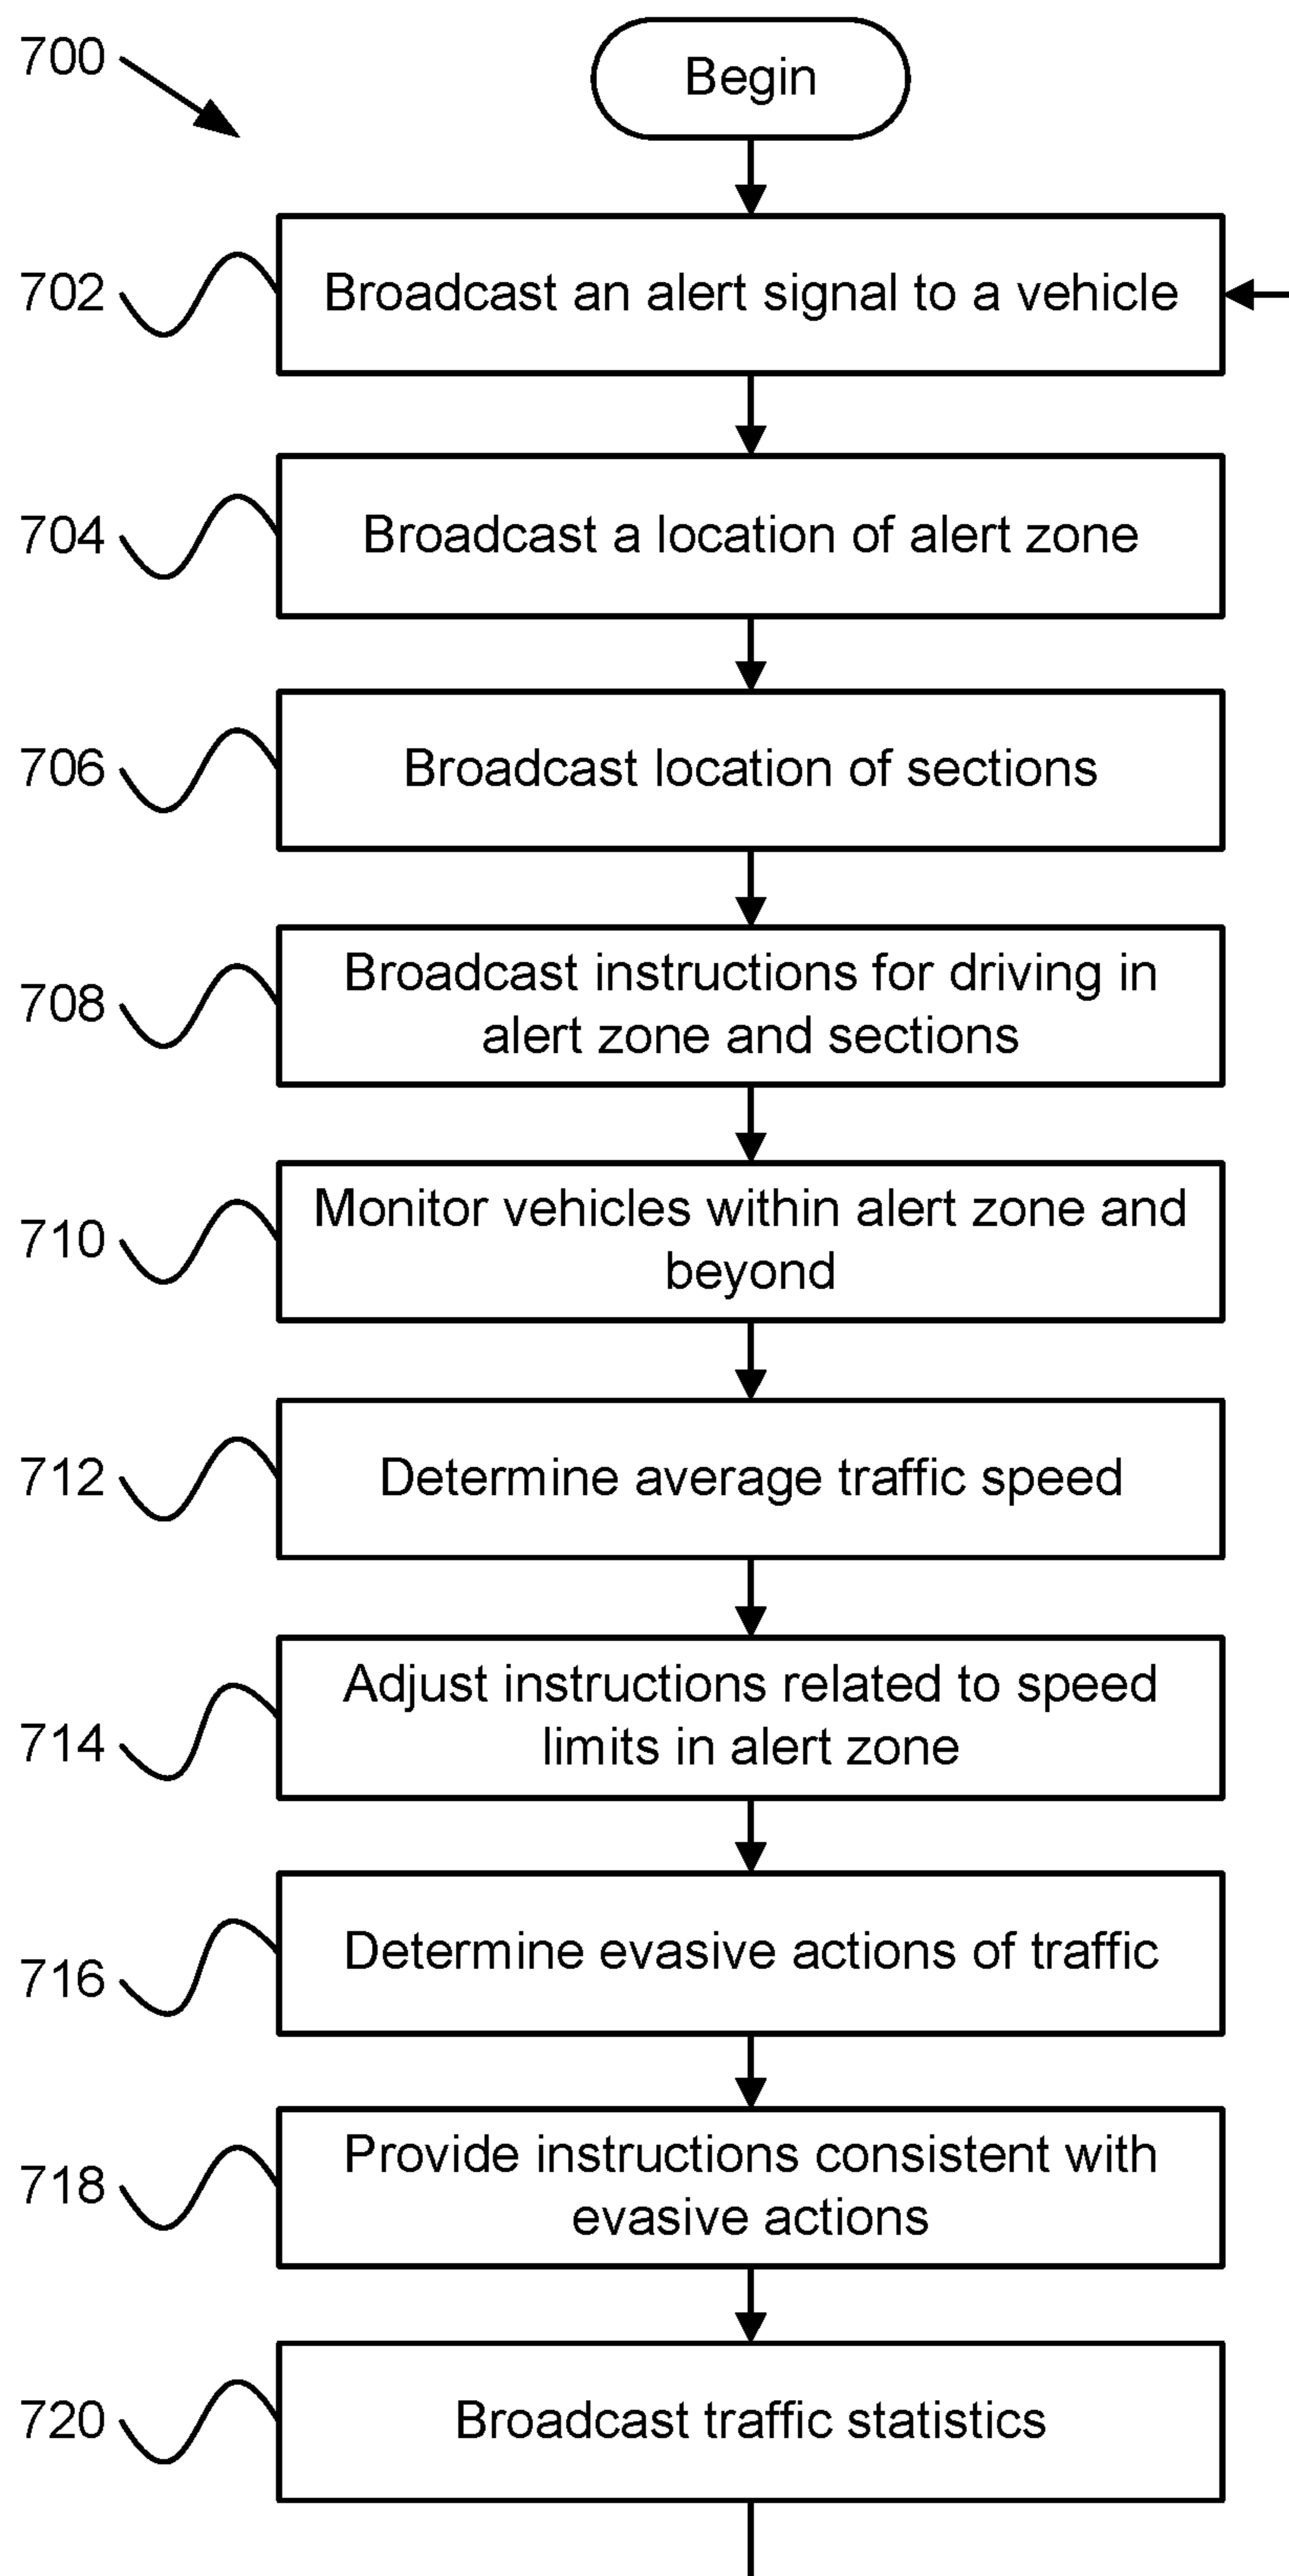 700
Begin
702
Broadcast an alert signal to a vehicle
704
Broadcast a location of alert zone
706
Broadcast location of sections
708
Broadcast instructions for driving in
alert zone and sections
710
Monitor vehicles within alert zone and
beyond
712
Determine average traffic speed
714
Adjust instructions related to speed
limits in alert zone
716
Determine evasive actions of traffic
718
Provide instructions consistent with
evasive actions
720
Broadcast traffic statistics